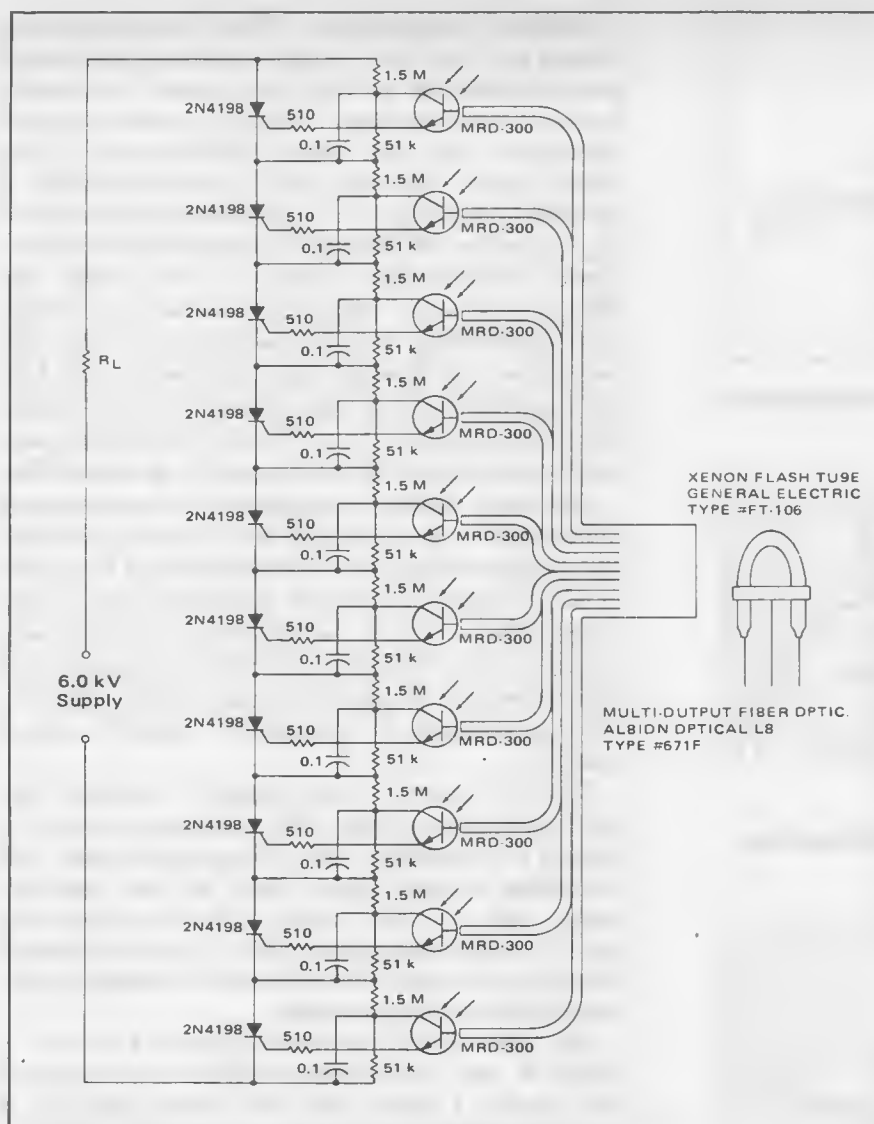 1.5 M
2N4198
510
0.1
51 k
MRD-300
1.5 M
2N4198
510
0.1
51 k
MRD-300
1.5 M
2N4198
510
0.1
51 k
MRD-300
1.5 M
2N4198
510
0.1
51 k
MRD-300
1.5 M
2N4198
510
0.1
51 k
MRD-300
1.5 M
2N4198
510
0.1
51 k
MRD-300
1.5 M
2N4198
510
0.1
51 k
MRD-300
1.5 M
2N4198
510
0.1
51 k
MRD-300
1.5 M
2N4198
510
0.1
51 k
MRD-300
1.5 M
2N4198
510
0.1
51 k
MRD-300
RL
6.0 kV
Supply
XENON FLASH TU9E
GENERAL ELECTRIC
TYPE #FT-106
MULTI-DUTPUT FI8ER DPTIC.
AL8IDN DPTICAL L8
TYPE #671F